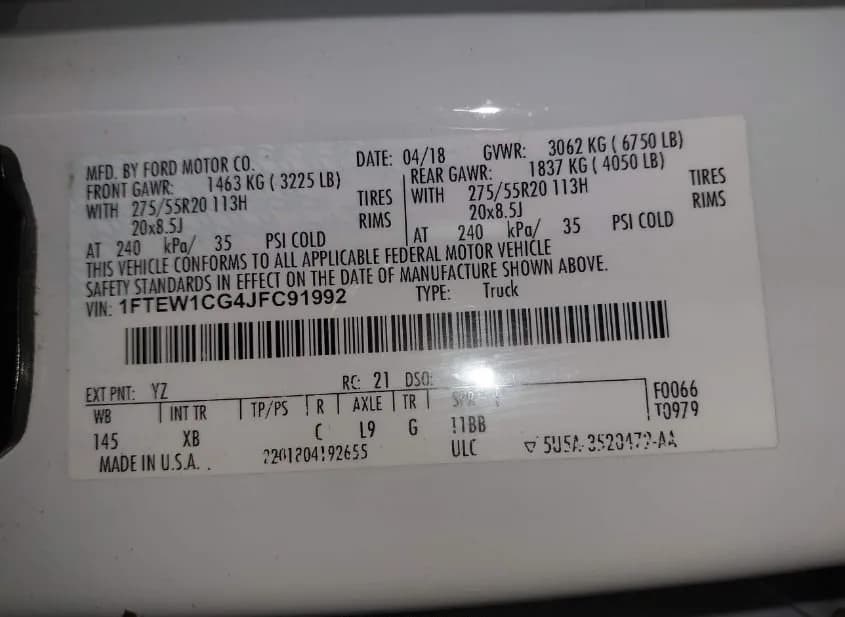 MFD. BY FORD MOTOR CO. DATE: 04/18 GVWR: 3062 KG ( 6750 LB)
FRONT GAWR: 1463 KG ( 3225 LB) REAR GAWR: 1837 KG ( 4050 LB)
WITH 275/55R20 113H TIRES WITH 275/55R20 113H TIRES
20x8.5J RIMS 20x8.5J RIMS
AT 240 kPa/ 35 PSI COLD AT 240 kPa/ 35 PSI COLD
THIS VEHICLE CONFORMS TO ALL APPLICABLE FEDERAL MOTOR VEHICLE
SAFETY STANDARDS IN EFFECT ON THE DATE OF MANUFACTURE SHOWN ABOVE.
VIN: 1FTEW1CG4JFC91992 TYPE: Truck
EXT PNT: YZ RC: 21 DSO:
WB INT TR TP/PS R AXLE TR F0066
T0979
145 XB C L9 G
MADE IN U.S.A. ULC